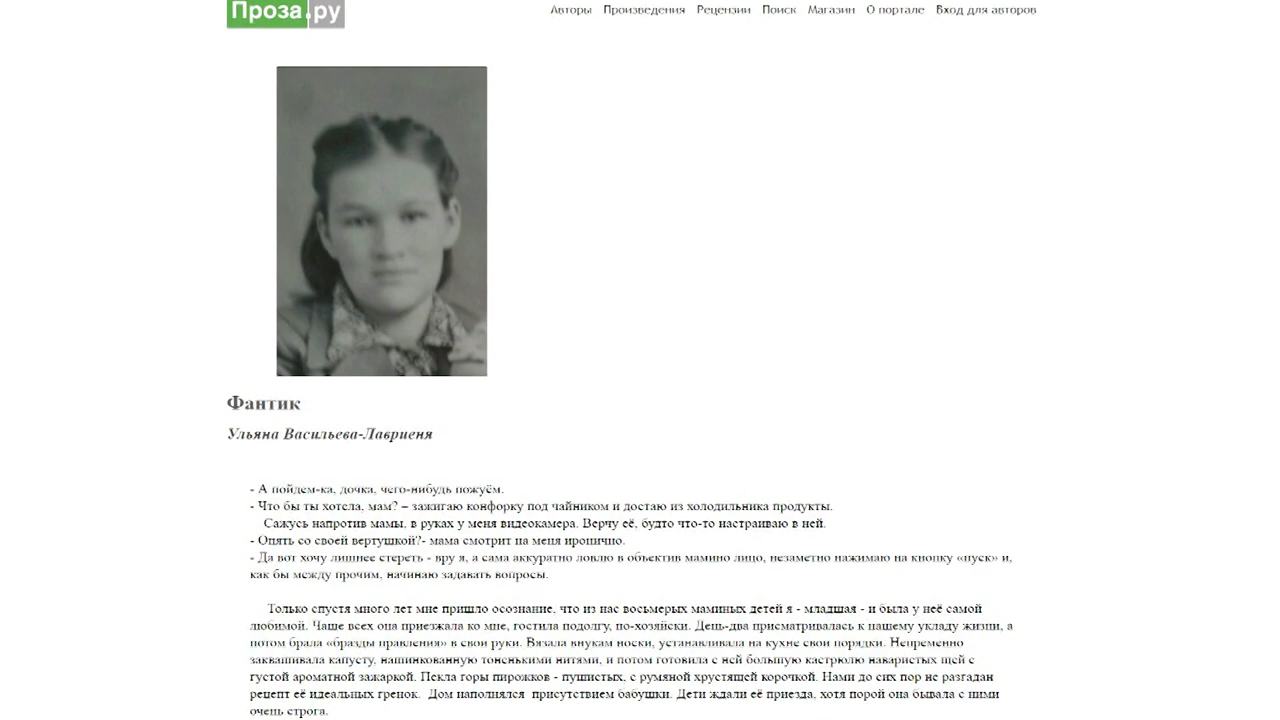 Проза.ру
Авторы Произведения Рецензии Поиск Магазин О портале Вход для авторов
Фантик
Ульяна Васильева-Лавриеня
- А пойдем-ка, дочка, чего-нибудь пожуём.
- Что бы ты хотела, мам? – зажигаю конфорку под чайником и достаю из холодильника продукты.
Сажусь напротив мамы, в руках у меня видеокамера. Верчу её, будто что-то настраиваю в ней.
- Опять со своей вертушкой?- мама смотрит на меня иронично.
- Да вот хочу лишнее стереть - вру я, а сама аккуратно ловлю в объектив мамино лицо, незаметно нажимаю на кнопку «пуск» и,
как бы между прочим, начинаю задавать вопросы.
Только спустя много лет мне пришло осознание, что из нас восьмерых маминых детей я - младшая - и была у неё самой
любимой. Чаще всех она приезжала ко мне, гостила подолгу, по-хозяйски. День-два присматривалась к нашему укладу жизни, а
потом брала «бразды правления» в свои руки. Вязала внукам носки, устанавливала на кухне свои порядки. Непременно
заквашивала капусту, нашинкованную тоненькими нитями, и потом готовила с ней большую кастрюлю наваристых щей с
густой ароматной зажаркой. Пекла горы пирожков - пушистых, с румяной хрустящей корочкой. Нами до сих пор не разгадан
рецепт её идеальных гренок. Дом наполнялся присутствием бабушки. Дети ждали её приезда, хотя порой она бывала с ними
очень строга.